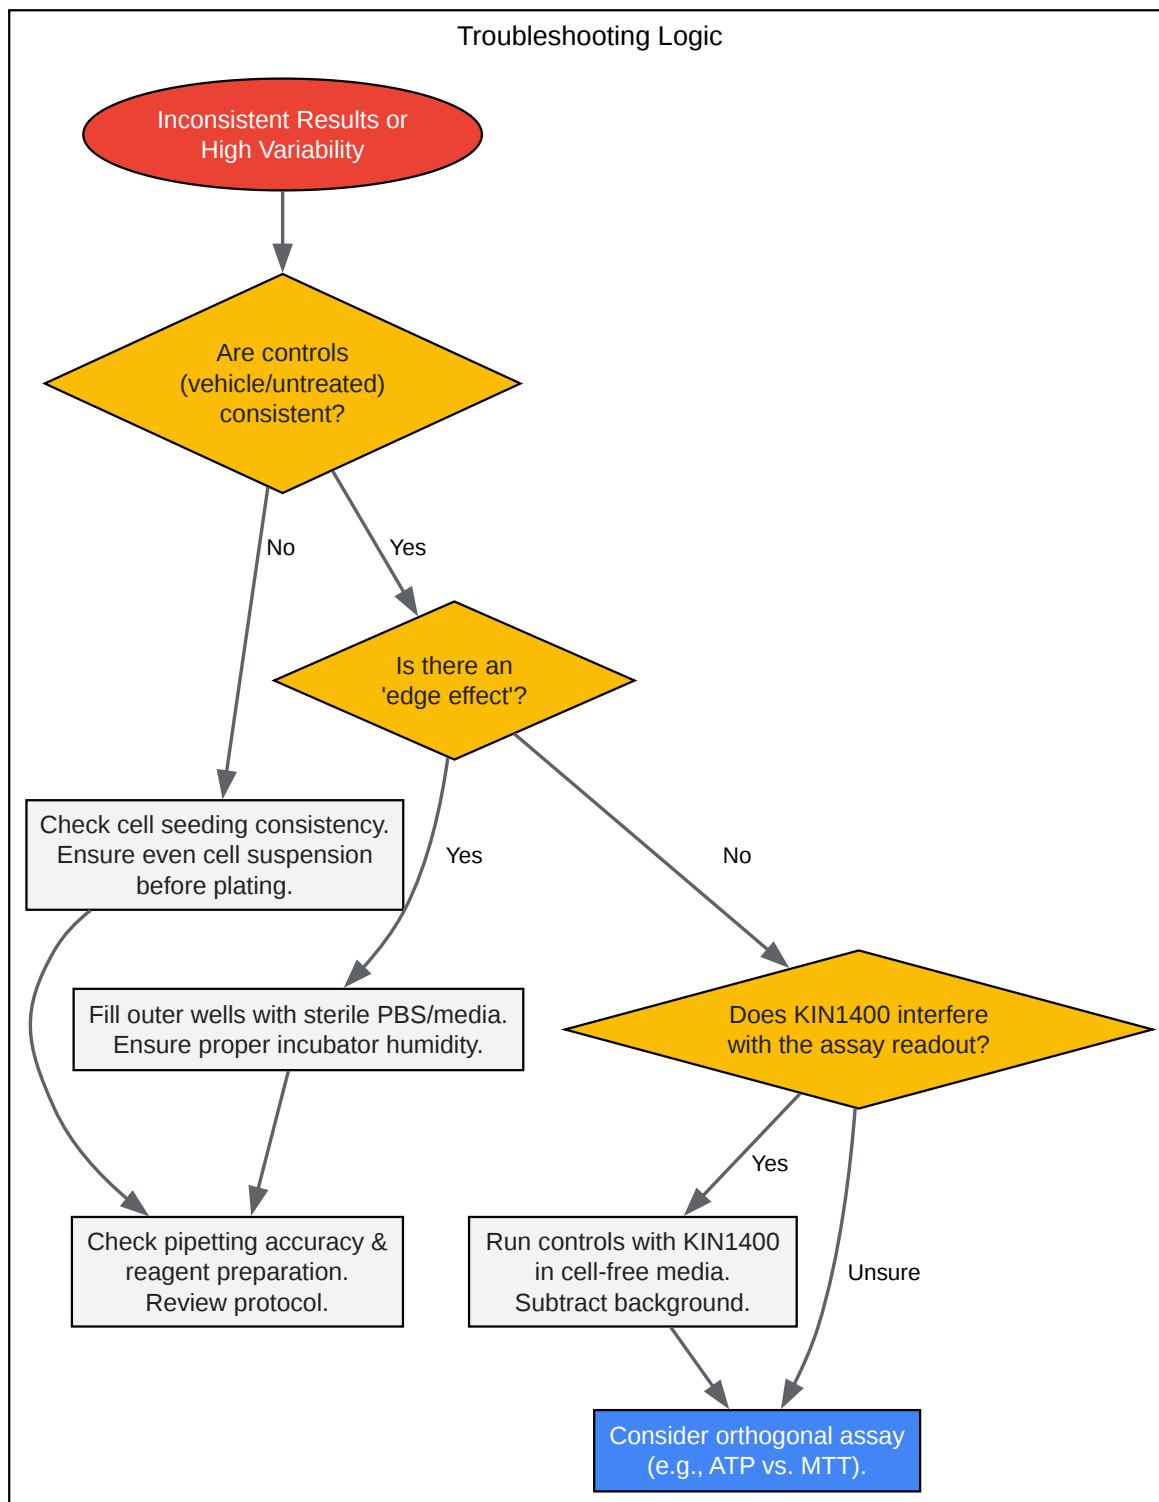 Troubleshooting Logic
Inconsistent Results or
High Variability
Are controls
(vehicle/untreated)
consistent?
No
Yes
Is there an
'edge effect'?
Check cell seeding consistency.
Ensure even cell suspension
before plating.
Yes
No
Fill outer wells with sterile PBS/media.
Ensure proper incubator humidity.
Does KIN1400 interfere
with the assay readout?
Yes
Unsure
Check pipetting accuracy &
reagent preparation.
Review protocol.
Run controls with KIN1400
in cell-free media.
Subtract background.
Consider orthogonal assay
(e.g., ATP vs. MTT).